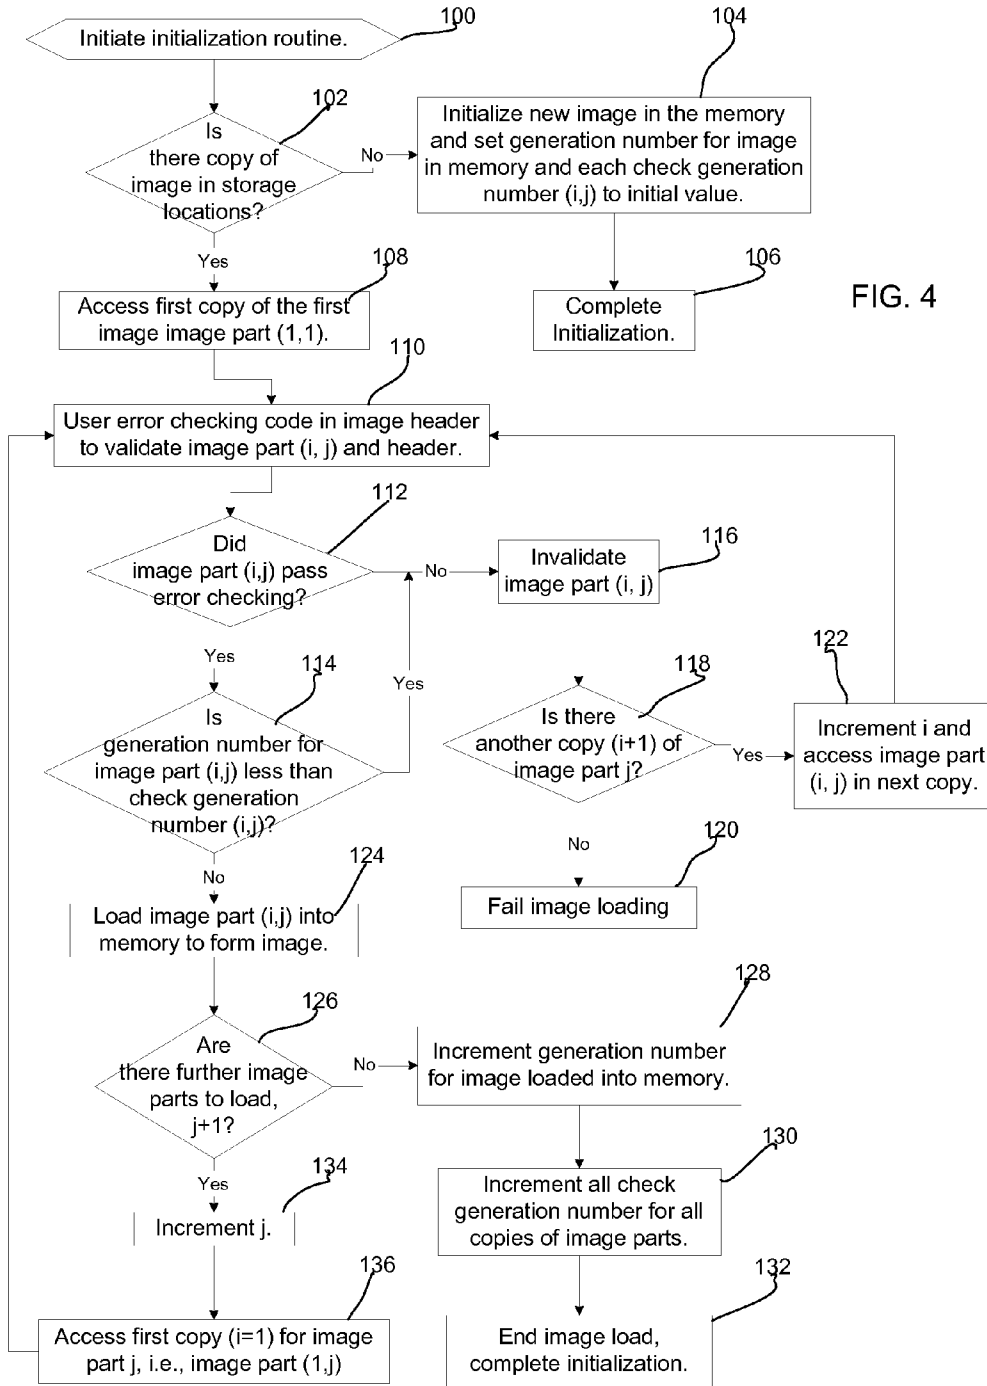 100
Initiate initialization routine.
104
102
Initialize new image in the memory
and set generation number for image
in memory and each check generation
number (i,j) to initial value.
Is
there copy of
image in storage
locations?
No
Yes
108
106
FIG. 4
Access first copy of the first
image image part (1,1).
Complete
Initialization.
110
User error checking code in image header
to validate image part (i, j) and header.
112
116
Did
image part (i,j) pass
error checking?
No
Invalidate
image part (i, j)
Yes
114
Yes
118
122
Is
generation number for
image part (i,j) less than
check generation
number (i,j)?
Is there
another copy (i+1) of
image part j?
Yes
Increment i and
access image part
(i, j) in next copy.
No
No
124
120
Load image part (i,j) into
memory to form image.
Fail image loading
126
128
Are
there further image
parts to load,
j+1?
No
Increment generation number
for image loaded into memory.
Yes
134
130
Increment j.
Increment all check
generation number for all
copies of image parts.
136
132
Access first copy (i=1) for image
part j, i.e., image part (1,j)
End image load,
complete initialization.